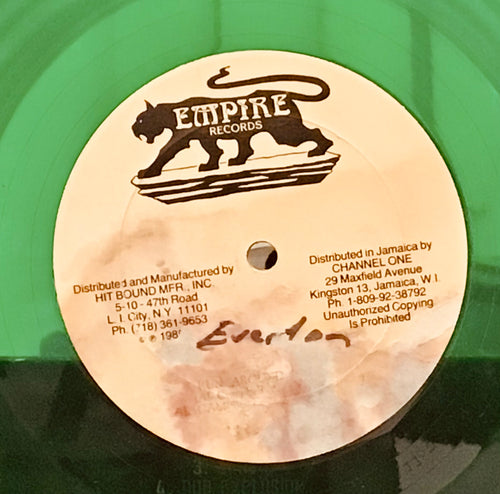 EMPIRE
RECORDS
Distributed and Manufactured by
HIT BOUND MFR., INC.
5-10 - 47th Road
L. I. City, NY 11101
Ph. (718) 361-9653
Distributed in Jamaica by
CHANNEL ONE
29 Maxfield Avenue
Kingston 13, Jamaica, W.I.
Ph. 1-809-92-38792
Unauthorized Copying
Is Prohibited
Everton